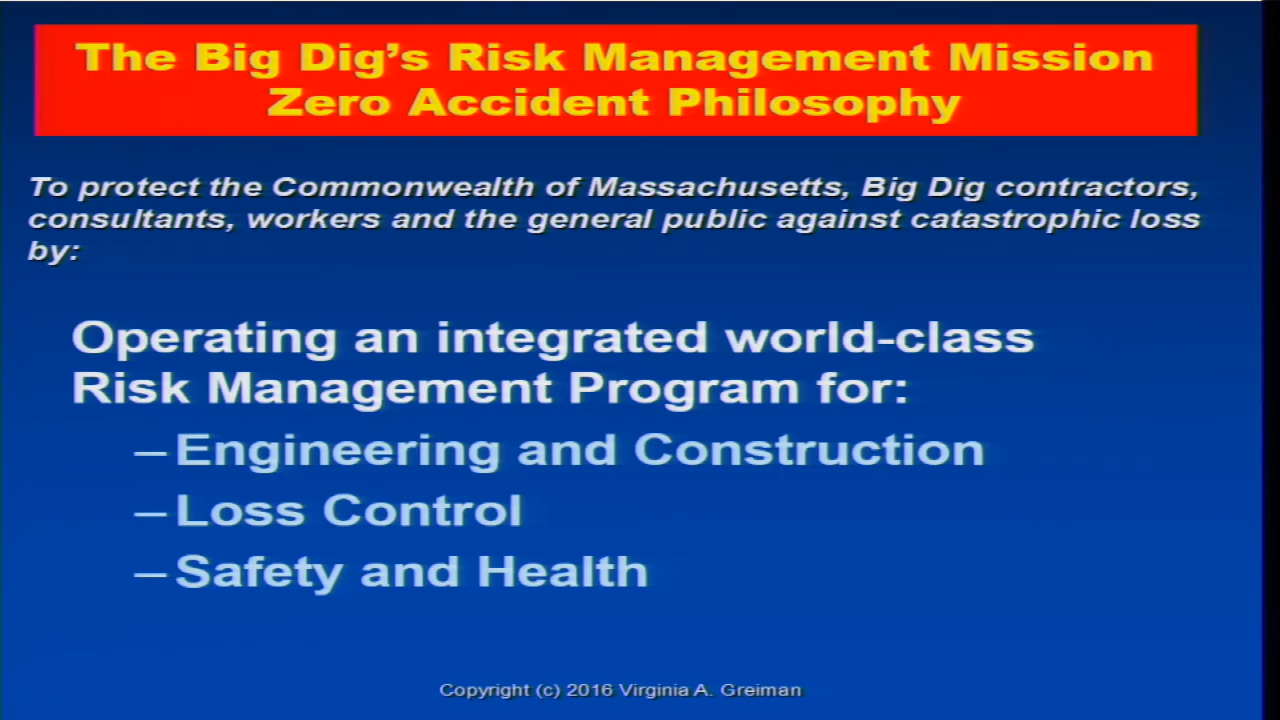 The Big Dig’s Risk Management Mission
Zero Accident Philosophy
To protect the Commonwealth of Massachusetts, Big Dig contractors,
consultants, workers and the general public against catastrophic loss
by:
Operating an integrated world-class
Risk Management Program for:
–Engineering and Construction
–Loss Control
–Safety and Health
Copyright (c) 2016 Virginia A. Greiman